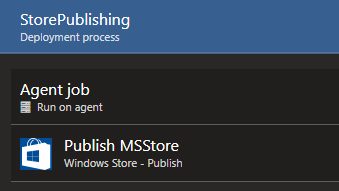 StorePublishing
Deployment process
Agent job
Run on agent
Publish MSStore
Windows Store - Publish